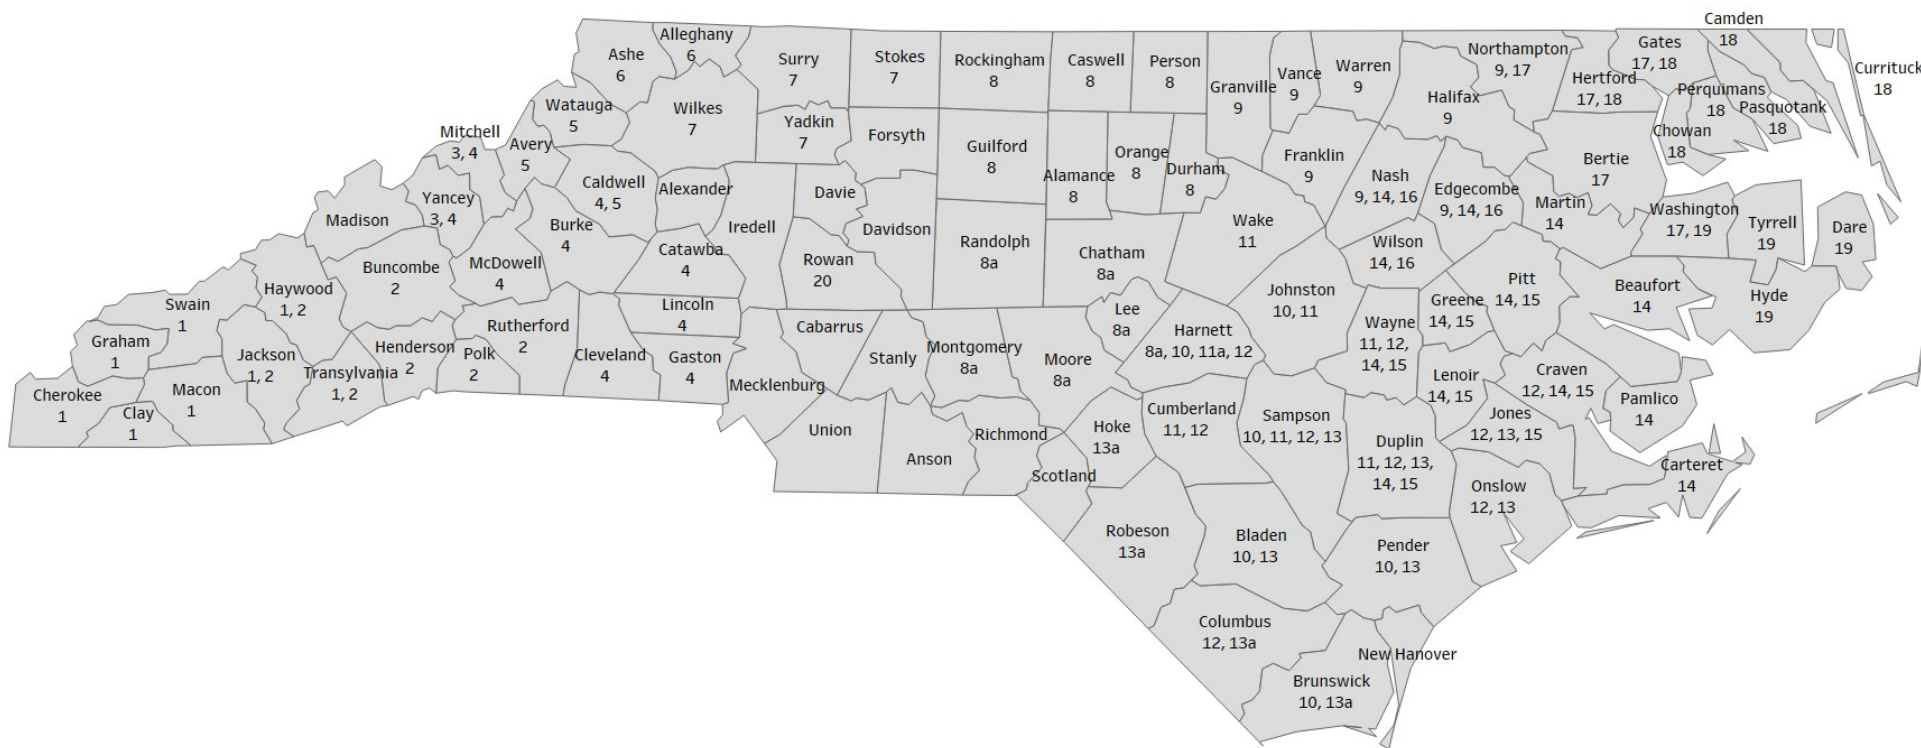 Camden
18
Alleghany
6
Ashe
6
Surry
7
Stokes
7
Rockingham
8
Caswell
8
Person
8
Granville
9
Vance
9
Warren
9
Northampton
9, 17
Gates
17, 18
Hertford
17, 18
Currituck
18
Perquimans
18
Pasquotank
18
Chowan
18
Halifax
9
Watauga
5
Wilkes
7
Yadkin
7
Forsyth
Guilford
8
Alamance
8
Orange
8
Durham
8
Franklin
9
Nash
9, 14, 16
Edgecombe
9, 14, 16
Bertie
17
Martin
14
Washington
17, 19
Tyrrell
19
Dare
19
Mitchell
3, 4
Avery
5
Yancey
3, 4
Caldwell
4, 5
Alexander
Iredell
Davie
Davidson
Madison
Burke
4
McDowell
4
Catawba
4
Rowan
20
Randolph
8a
Chatham
8a
Wake
11
Wilson
14, 16
Pitt
14, 15
Beaufort
14
Hyde
19
Buncombe
2
Haywood
1, 2
Swain
1
Graham
1
Jackson
1, 2
Cherokee
1
Clay
1
Macon
1
Transylvania
1, 2
Henderson
2
Polk
2
Rutherford
2
Cleveland
4
Lincoln
4
Gaston
4
Mecklenburg
Cabarrus
Stanly
Montgomery
8a
Moore
8a
Lee
8a
Harnett
8a, 10, 11a, 12
Johnston
10, 11
Wayne
11, 12,
14, 15
Greene
14, 15
Lenoir
14, 15
Craven
12, 14, 15
Pamlico
14
Jones
12, 13, 15
Carteret
14
Union
Anson
Richmond
Scotland
Hoke
13a
Cumberland
11, 12
Sampson
10, 11, 12, 13
Duplin
11, 12, 13,
14, 15
Onslow
12, 13
Robeson
13a
Bladen
10, 13
Pender
10, 13
Columbus
12, 13a
New Hanover
Brunswick
10, 13a